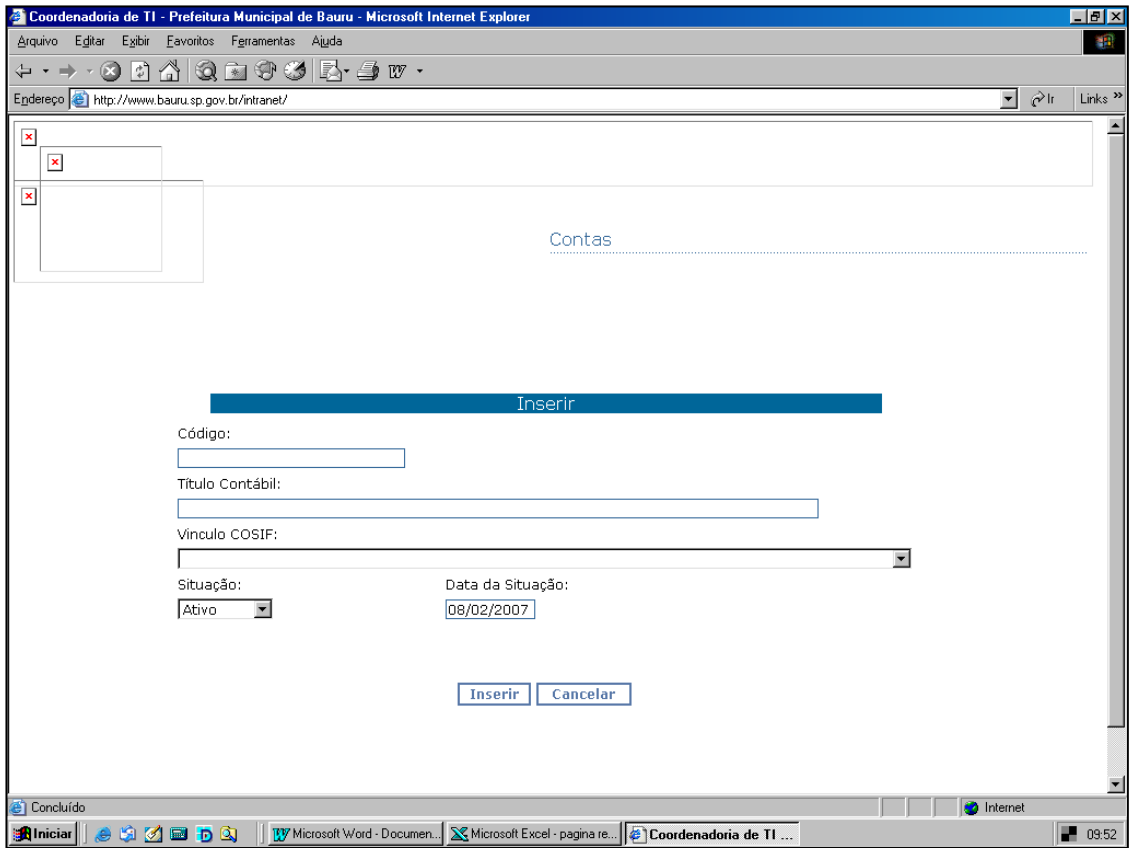 Coordenadoria de TI - Prefeitura Municipal de Bauru - Microsoft Internet Explorer
Arquivo Editar Exibir Favoritos Ferramentas Ajuda
Endereço http://www.bauru.sp.gov.br/intranet/ Ir Links »
Contas
Inserir
Código:
Título Contábil:
Vinculo COSIF:
Situação: Data da Situação:
Ativo 08/02/2007
Inserir Cancelar
Concluído Internet
Iniciar Microsoft Word - Documen... Microsoft Excel - pagina re... Coordenadoria de TI ... 09:52